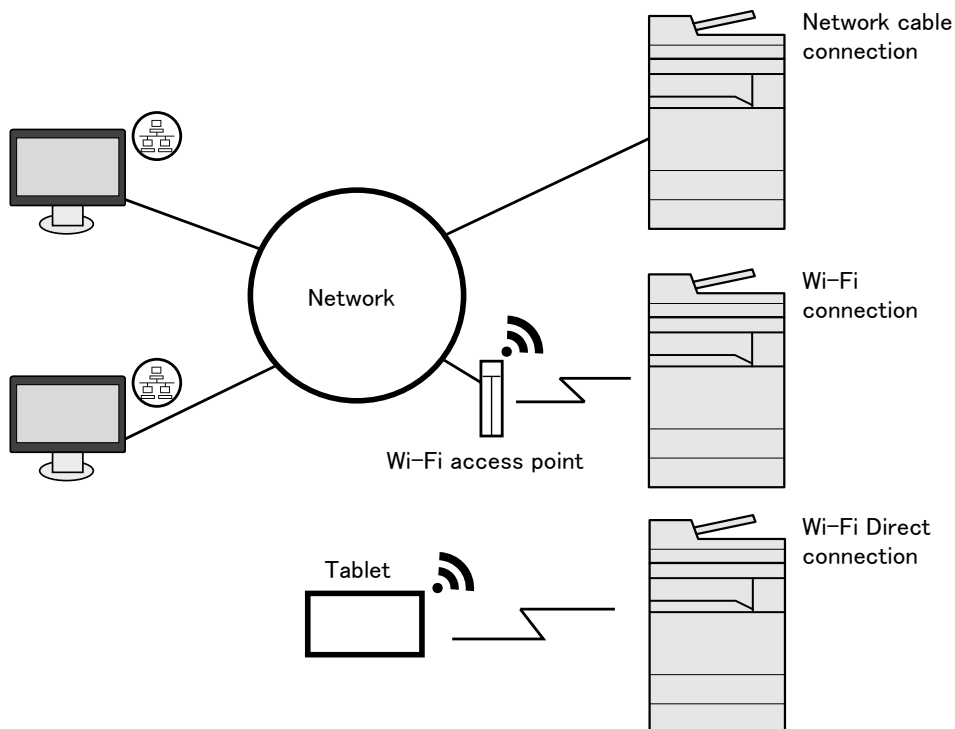 Network cable
connection
Network
Wi-Fi
connection
Wi-Fi access point
Wi-Fi Direct
connection
Tablet